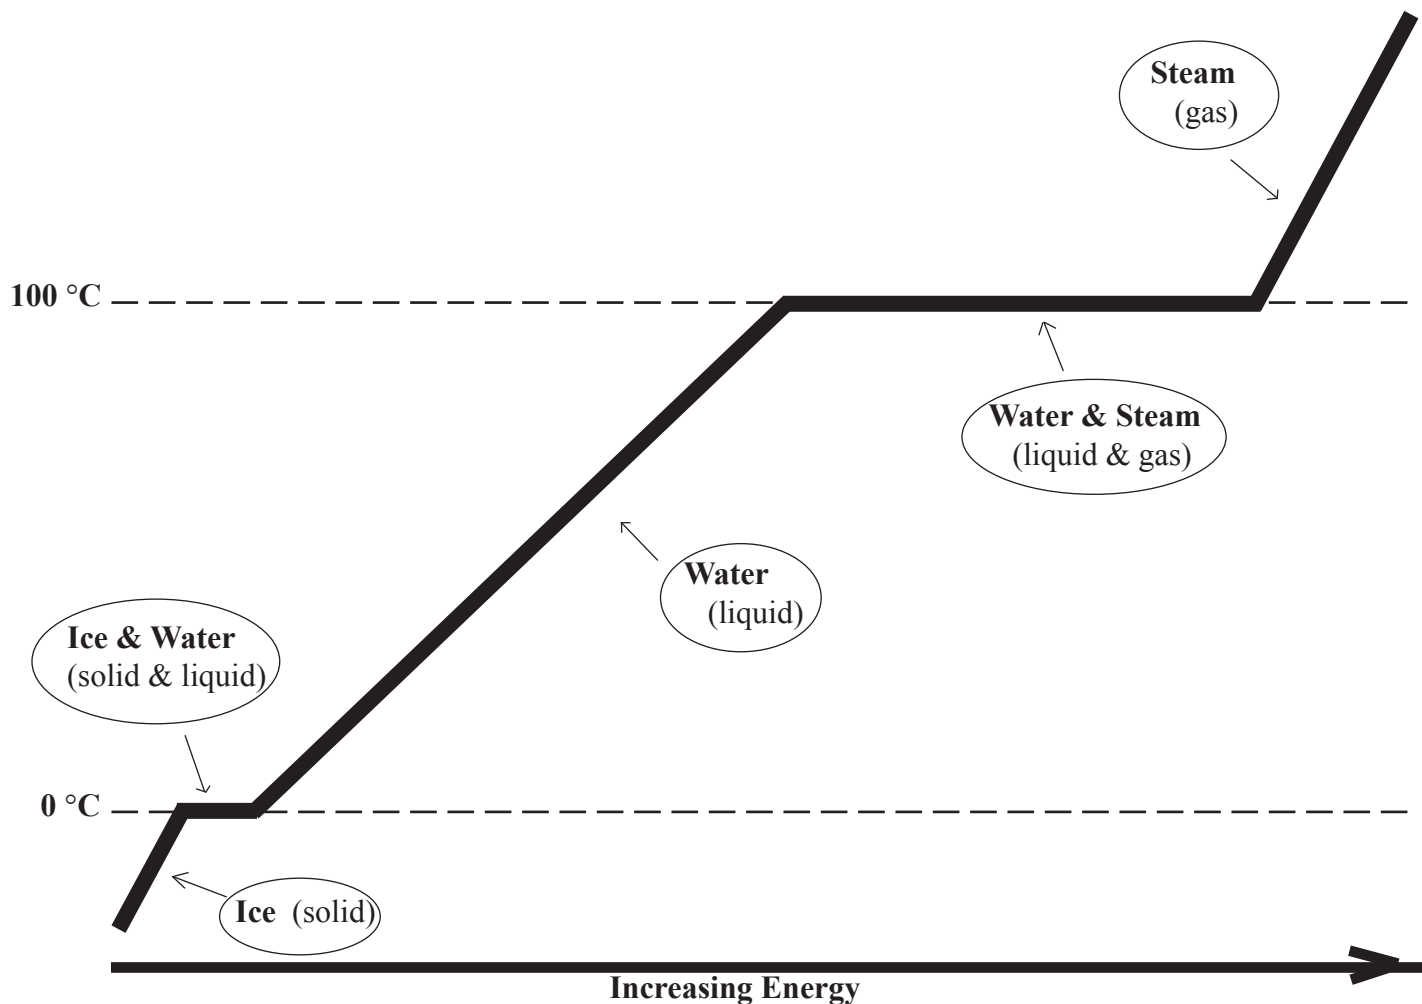 Steam
(gas)
100 °C
Water & Steam
(liquid & gas)
Water
(liquid)
Ice & Water
(solid & liquid)
0 °C
Ice (solid)
Increasing Energy